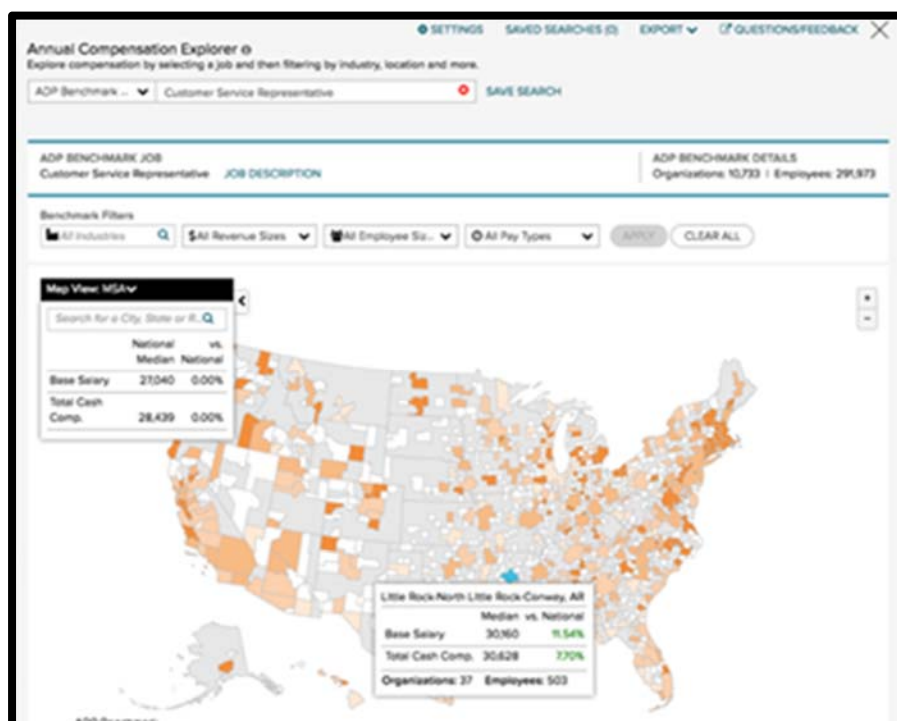 SETTINGS SAVED SEARCHES (0) EXPORT QUESTIONS/FEEDBACK
Annual Compensation Explorer
Explore compensation by selecting a job and then filtering by industry, location and more.
ADP Benchmark ... Customer Service Representative SAVE SEARCH
ADP BENCHMARK JOB
Customer Service Representative JOB DESCRIPTION
ADP BENCHMARK DETAILS
Organizations: 10,733 | Employees: 291,973
Benchmark Filters
All Industries $All Revenue Sizes All Employee Siz... All Pay Types APPLY CLEAR ALL
Map View: MSA
Search for a City, State or R...
National vs.
Median National
Base Salary 27,040 0.00%
Total Cash
Comp. 28,439 0.00%
+
-
Little Rock-North Little Rock-Conway, AR
Median vs. National
Base Salary 30,160 11.54%
Total Cash Comp. 30,628 7.70%
Organizations: 37 Employees: 503